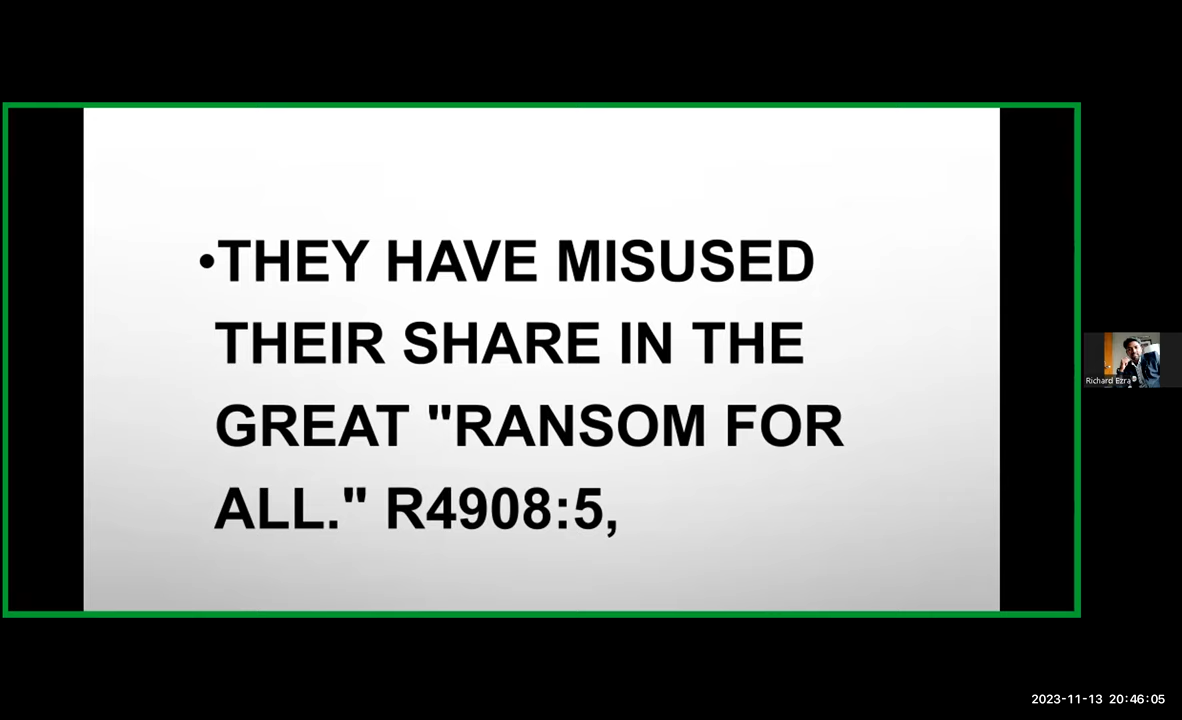 •THEY HAVE MISUSED
THEIR SHARE IN THE
GREAT "RANSOM FOR
ALL." R4908:5,
Richard Ezra
2023-11-13 20:46:05